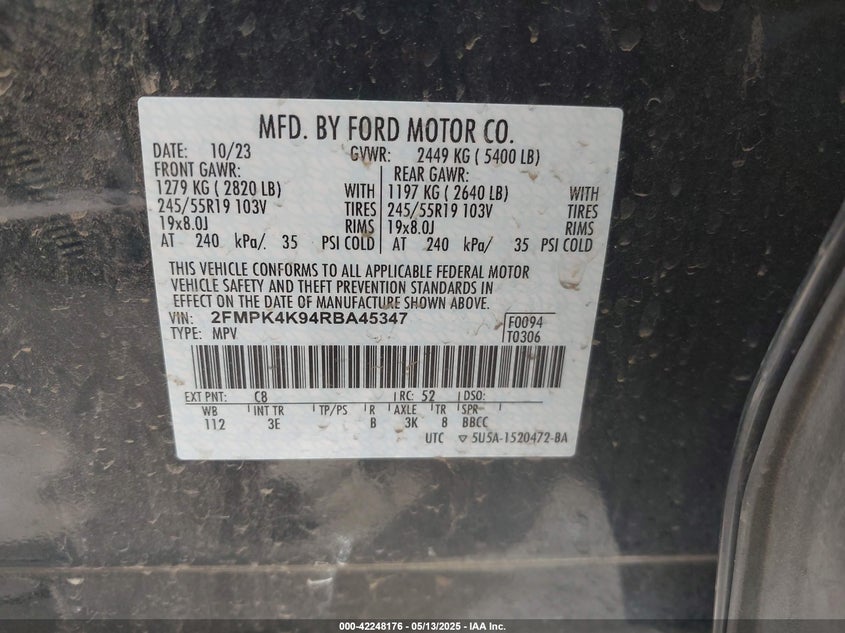 MFD. BY FORD MOTOR CO.
DATE: 10/23 GVWR: 2449 KG ( 5400 LB)
FRONT GAWR: REAR GAWR:
1279 KG ( 2820 LB) WITH 1197 KG ( 2640 LB) WITH
245/55R19 103V TIRES 245/55R19 103V TIRES
19x8.0J RIMS 19x8.0J RIMS
AT 240 kPa/ 35 PSI COLD AT 240 kPa/ 35 PSI COLD
THIS VEHICLE CONFORMS TO ALL APPLICABLE FEDERAL MOTOR
VEHICLE SAFETY AND THEFT PREVENTION STANDARDS IN
EFFECT ON THE DATE OF MANUFACTURE SHOWN ABOVE.
VIN: 2FMPK4K94RBA45347 F0094
TYPE: MPV T0306
EXT PNT: C8 RC: 52 DSO:
WB INT TR TP/PS R AXLE TR SPR
112 3E B 3K 8 BBCC
UTC ▽ 5U5A-1520472-BA
000-42248176 - 05/13/2025 - IAA Inc.